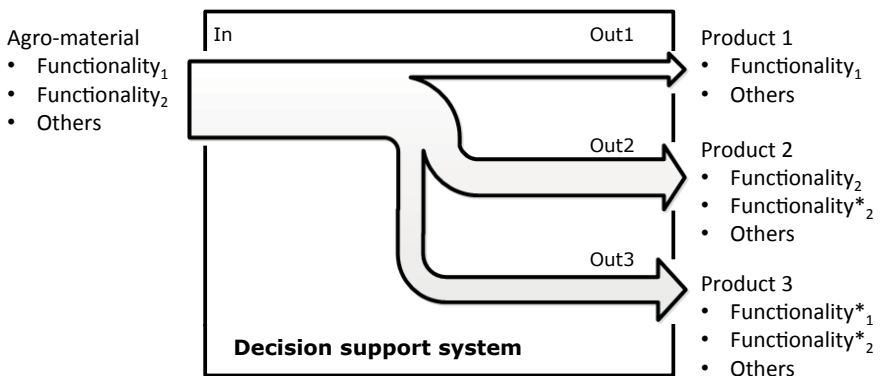 Agro-material
• Functionality₁
• Functionality₂
• Others
In
Out1
Out2
Out3
Decision support system
Product 1
• Functionality₁
• Others
Product 2
• Functionality₂
• Functionality*₂
• Others
Product 3
• Functionality*₁
• Functionality*₂
• Others